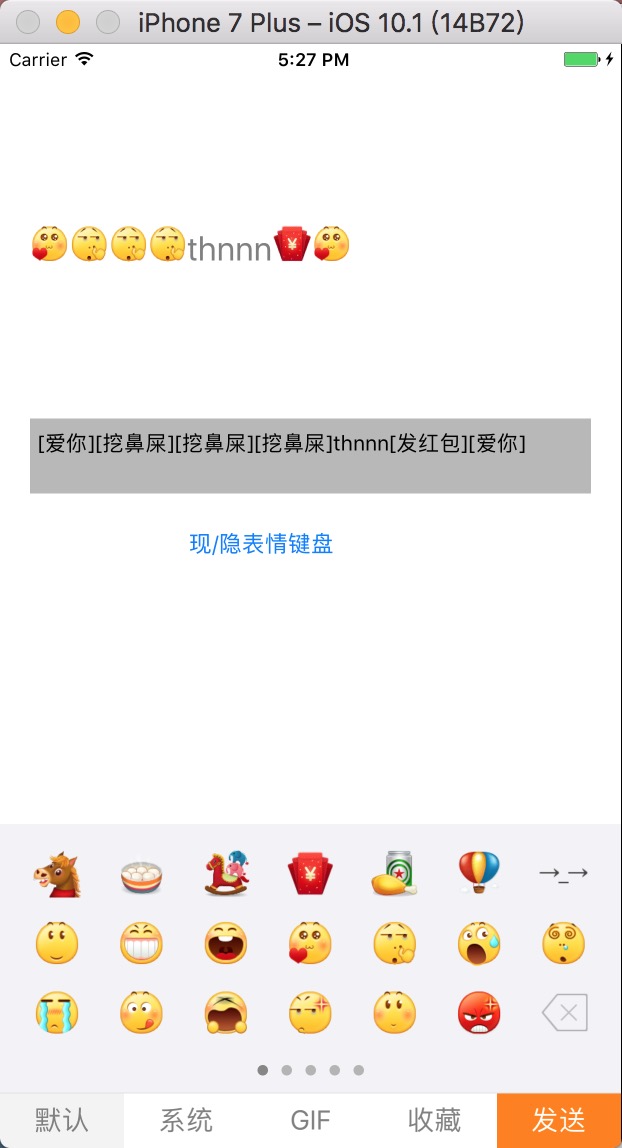 iPhone 7 Plus – iOS 10.1 (14B72)
Carrier 5:27 PM
thnnn
[爱你][挖鼻屎][挖鼻屎][挖鼻屎]thnnn[发红包][爱你]
现/隐表情键盘
→_→
默认 系统 GIF 收藏 发送